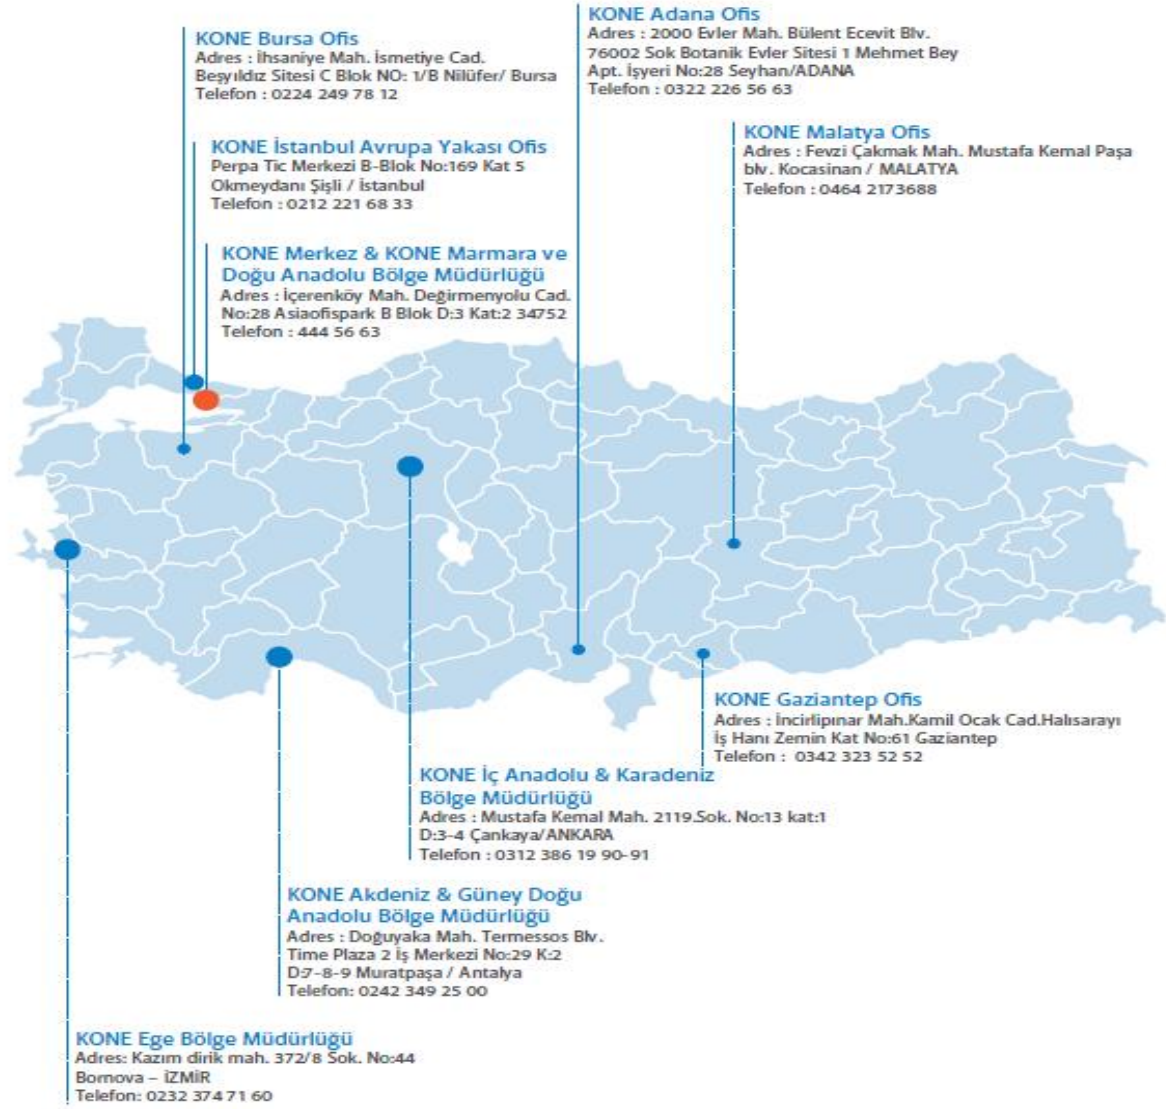 KONE Bursa Ofis
Adres : İhsaniye Mah. İsmetiye Cad.
Beşyıldız Sitesi C Blok NO: 1/B Nilüfer/ Bursa
Telefon : 0224 249 78 12
KONE Adana Ofis
Adres : 2000 Evler Mah. Bülent Ecevit Blv.
76002 Sok Botanik Evler Sitesi 1 Mehmet Bey
Apt. İşyeri No:28 Seyhan/ADANA
Telefon : 0322 226 56 63
KONE İstanbul Avrupa Yakası Ofis
Perpa Tic Merkezi B-Blok No:169 Kat 5
Okmeydanı Şişli / İstanbul
Telefon : 0212 221 68 33
KONE Malatya Ofis
Adres : Fevzi Çakmak Mah. Mustafa Kemal Paşa
blv. Kocasinan / MALATYA
Telefon : 0464 2173688
KONE Merkez & KONE Marmara ve
Doğu Anadolu Bölge Müdürlüğü
Adres : İçerenköy Mah. Değirmenyolu Cad.
No:28 Asiaofispark B Blok D:3 Kat:2 34752
Telefon : 444 56 63
KONE Gaziantep Ofis
Adres : İncirlipınar Mah.Kamil Ocak Cad.Halısarayı
İş Hanı Zemin Kat No:61 Gaziantep
Telefon : 0342 323 52 52
KONE İç Anadolu & Karadeniz
Bölge Müdürlüğü
Adres : Mustafa Kemal Mah. 2119.Sok. No:13 kat:1
D:3-4 Çankaya/ANKARA
Telefon : 0312 386 19 90-91
KONE Akdeniz & Güney Doğu
Anadolu Bölge Müdürlüğü
Adres : Doğuyaka Mah. Termessos Blv.
Time Plaza 2 İş Merkezi No:29 K:2
D:7-8-9 Muratpaşa / Antalya
Telefon: 0242 349 25 00
KONE Ege Bölge Müdürlüğü
Adres: Kazım dirik mah. 372/8 Sok. No:44
Bornova – İZMİR
Telefon: 0232 374 71 60